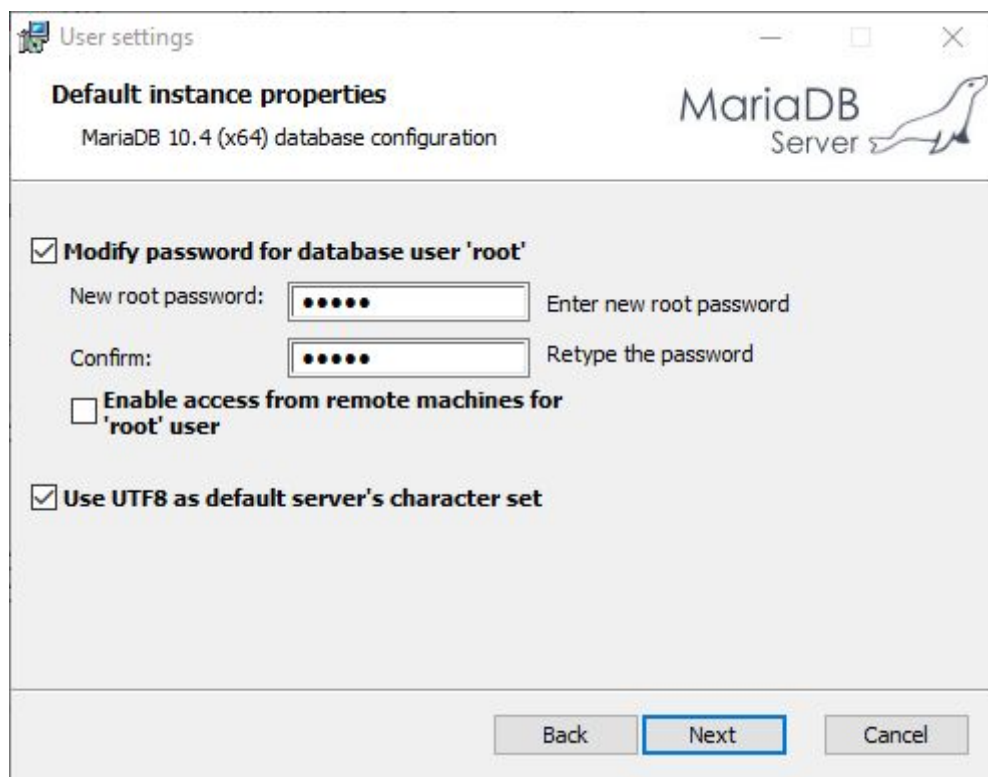 User settings
Default instance properties
MariaDB 10.4 (x64) database configuration
MariaDB
Server
Modify password for database user 'root'
New root password:
●●●●●
Enter new root password
Confirm:
●●●●●
Retype the password
Enable access from remote machines for
'root' user
Use UTF8 as default server's character set
Back
Next
Cancel